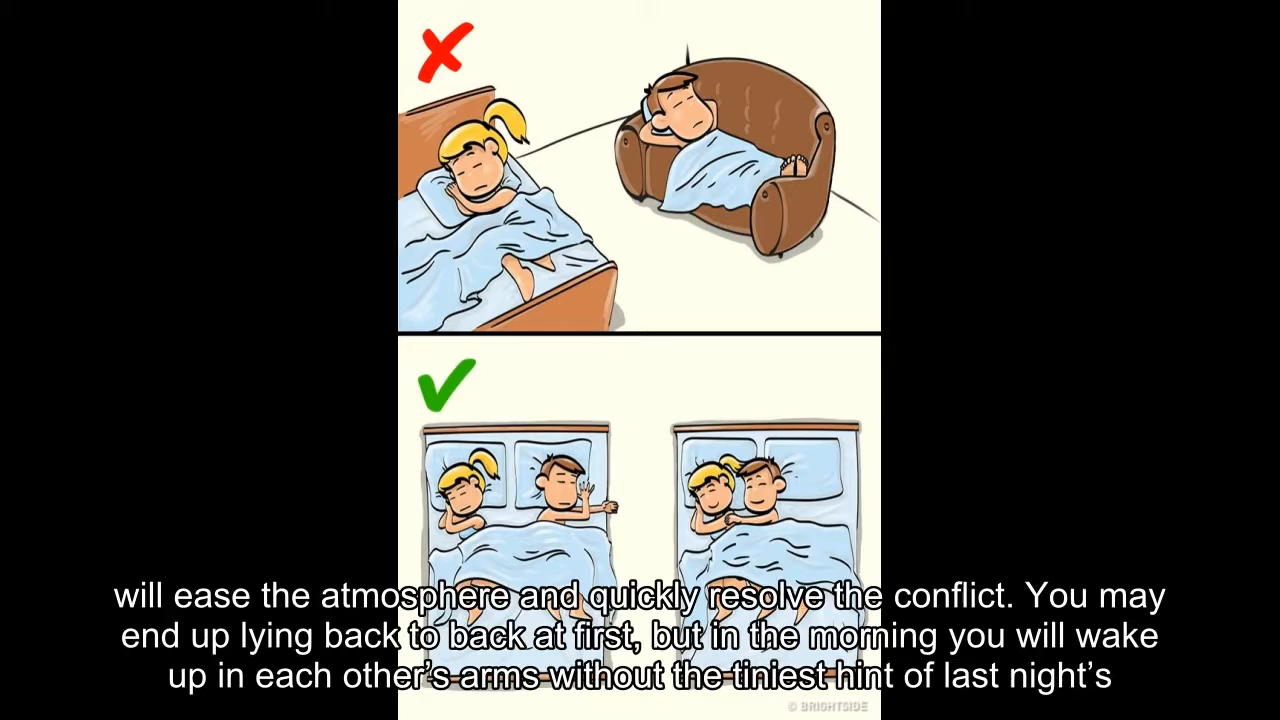 will ease the atmosphere and quickly resolve the conflict. You may
end up lying back to back at first, but in the morning you will wake
up in each other’s arms without the tiniest hint of last night’s
© BRIGHTSIDE